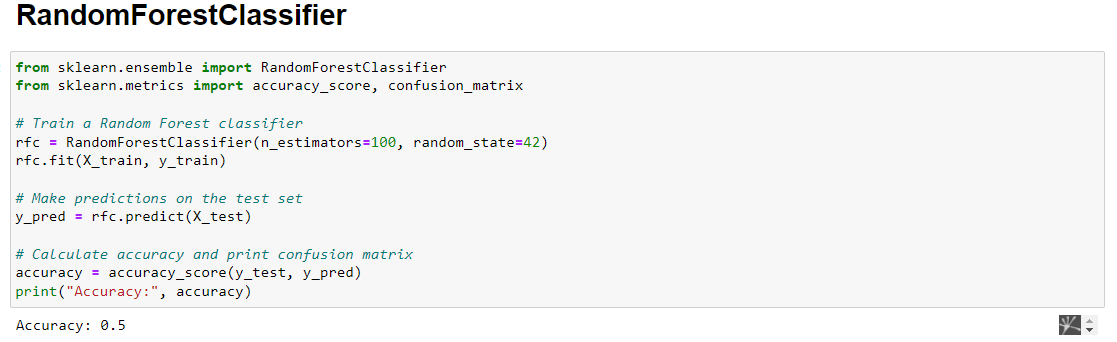 RandomForestClassifier
from sklearn.ensemble import RandomForestClassifier
from sklearn.metrics import accuracy_score, confusion_matrix
# Train a Random Forest classifier
rfc = RandomForestClassifier(n_estimators=100, random_state=42)
rfc.fit(X_train, y_train)
# Make predictions on the test set
y_pred = rfc.predict(X_test)
# Calculate accuracy and print confusion matrix
accuracy = accuracy_score(y_test, y_pred)
print("Accuracy:", accuracy)
Accuracy: 0.5